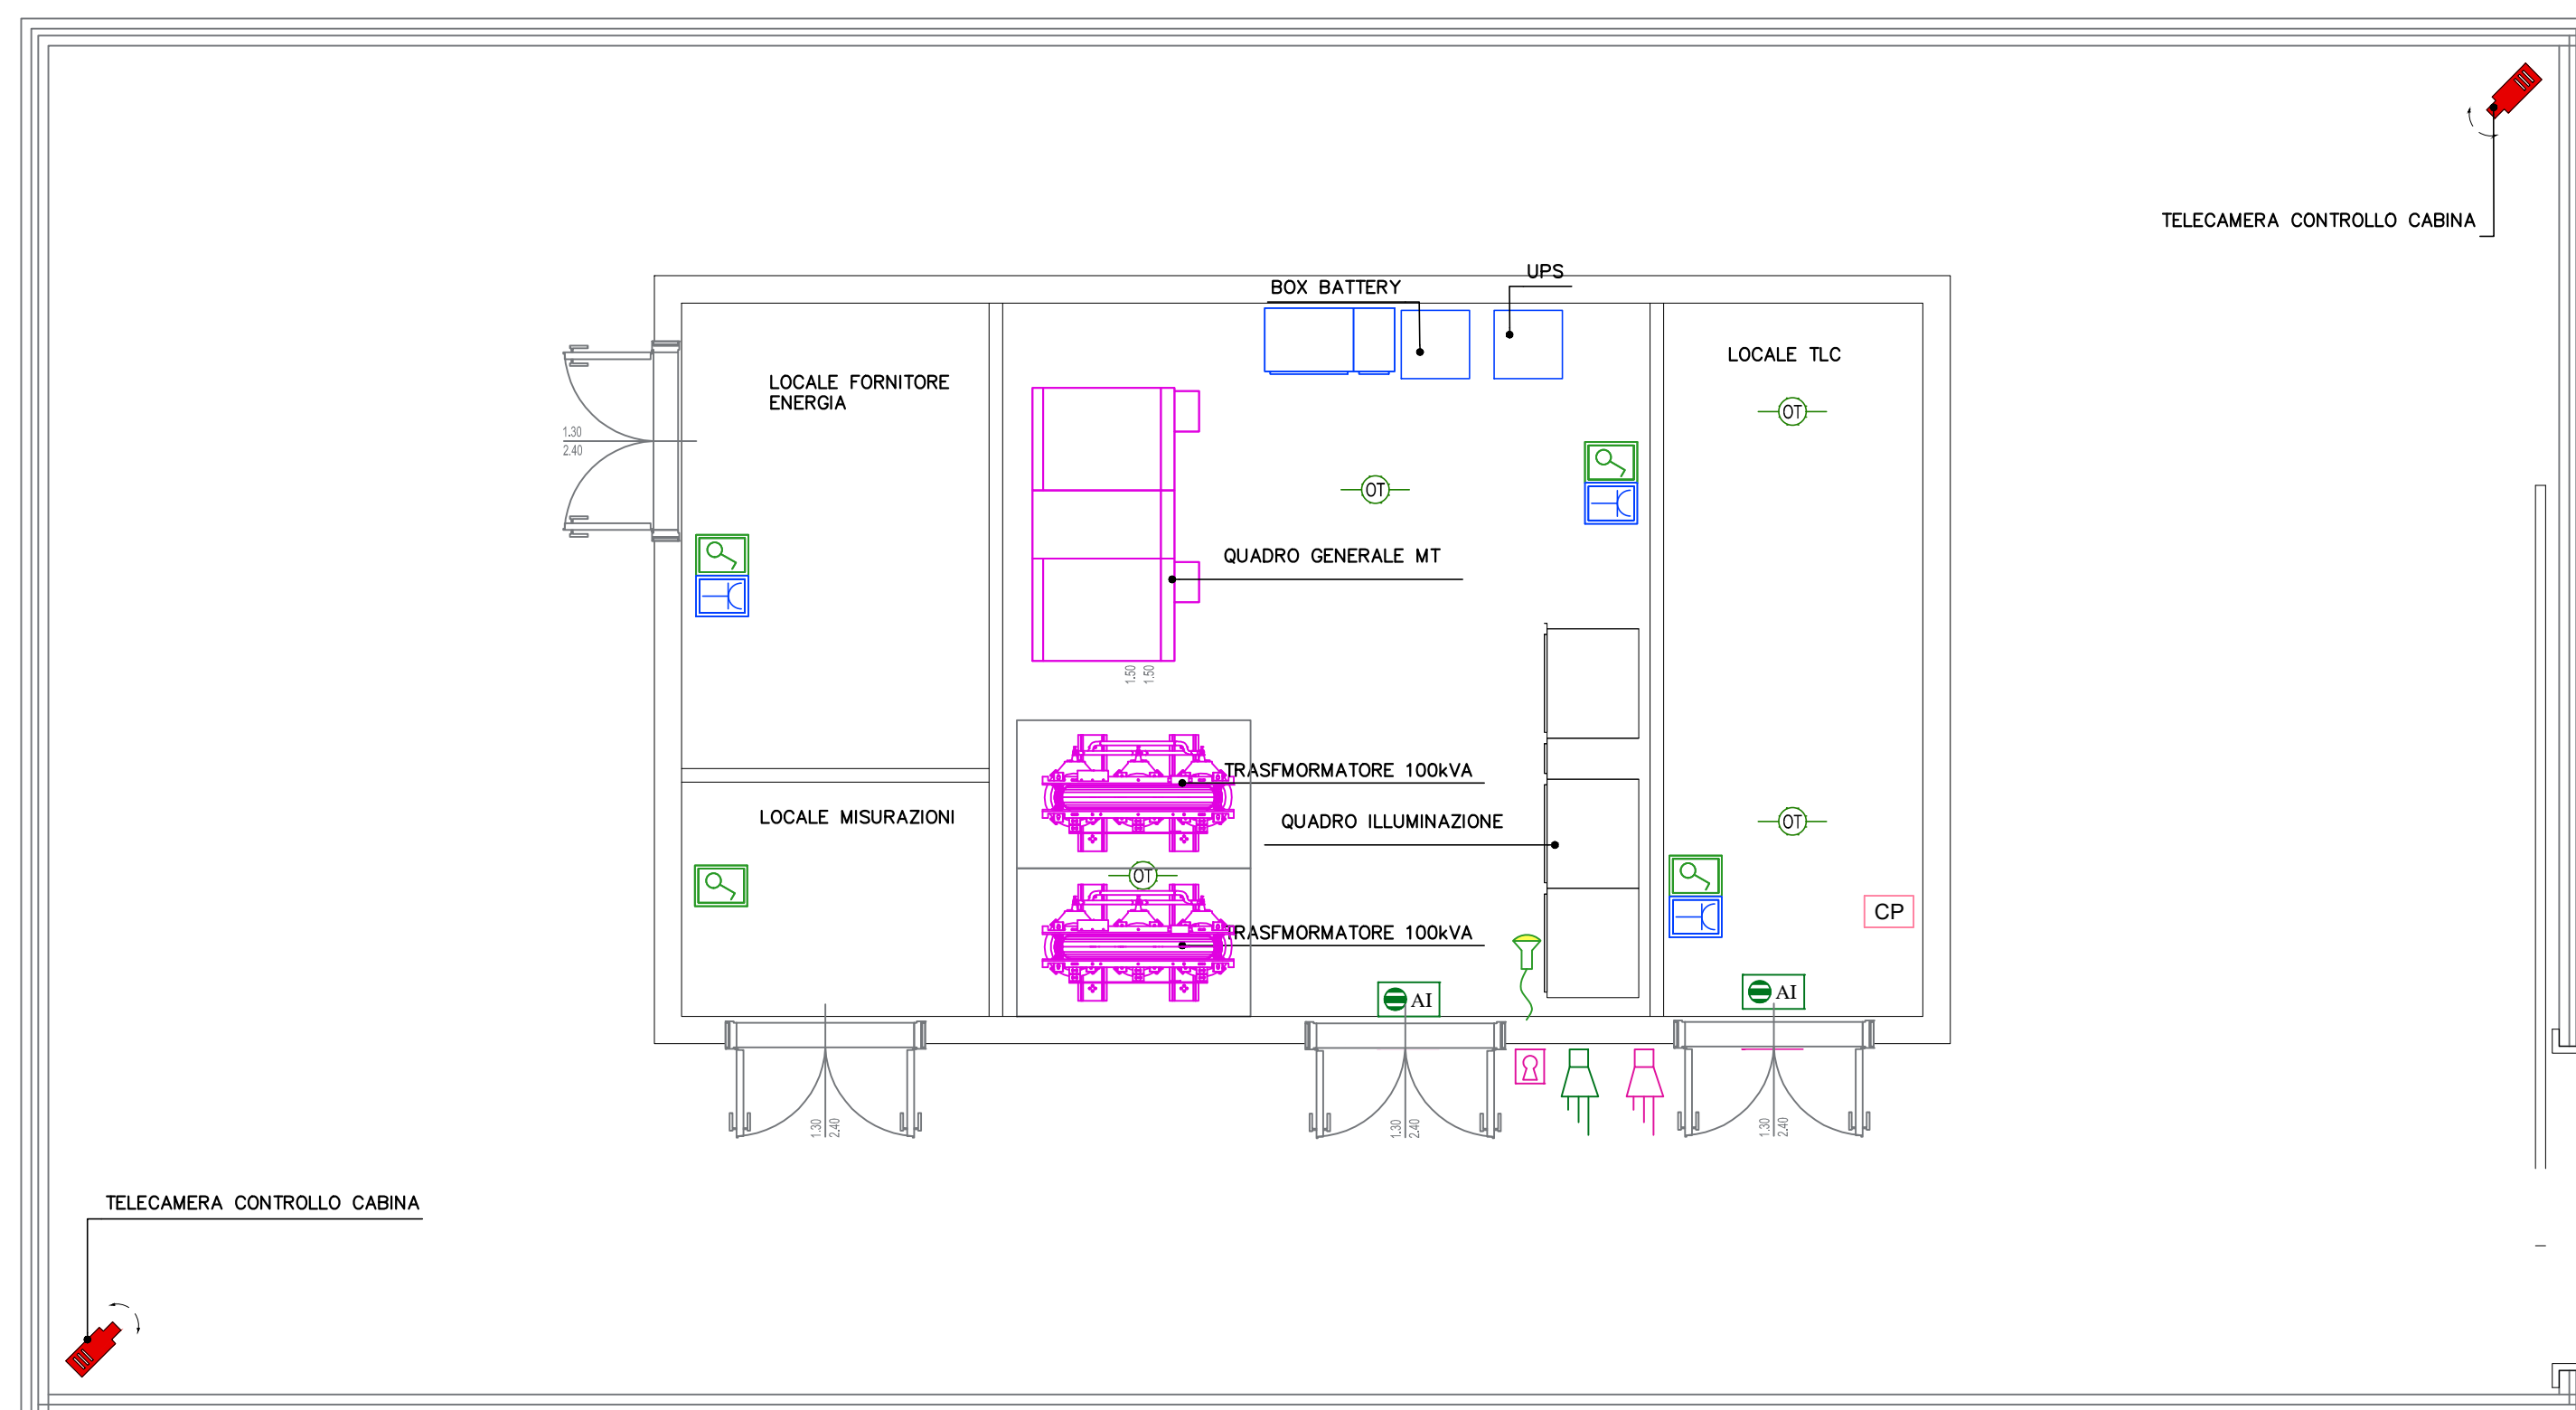 TELECAMERA CONTROLLO CABINA
UPS
BOX BATTERY
LOCALE TLC
LOCALE FORNITORE
ENERGIA
OT
1.30
2.40
OT
QUADRO GENERALE MT
1.50
1.50
TRASFMORMATORE 100kVA
LOCALE MISURAZIONI
QUADRO ILLUMINAZIONE
OT
OT
CP
TRASFMORMATORE 100kVA
AI
AI
1.30
2.40
1.30
2.40
1.30
2.40
TELECAMERA CONTROLLO CABINA